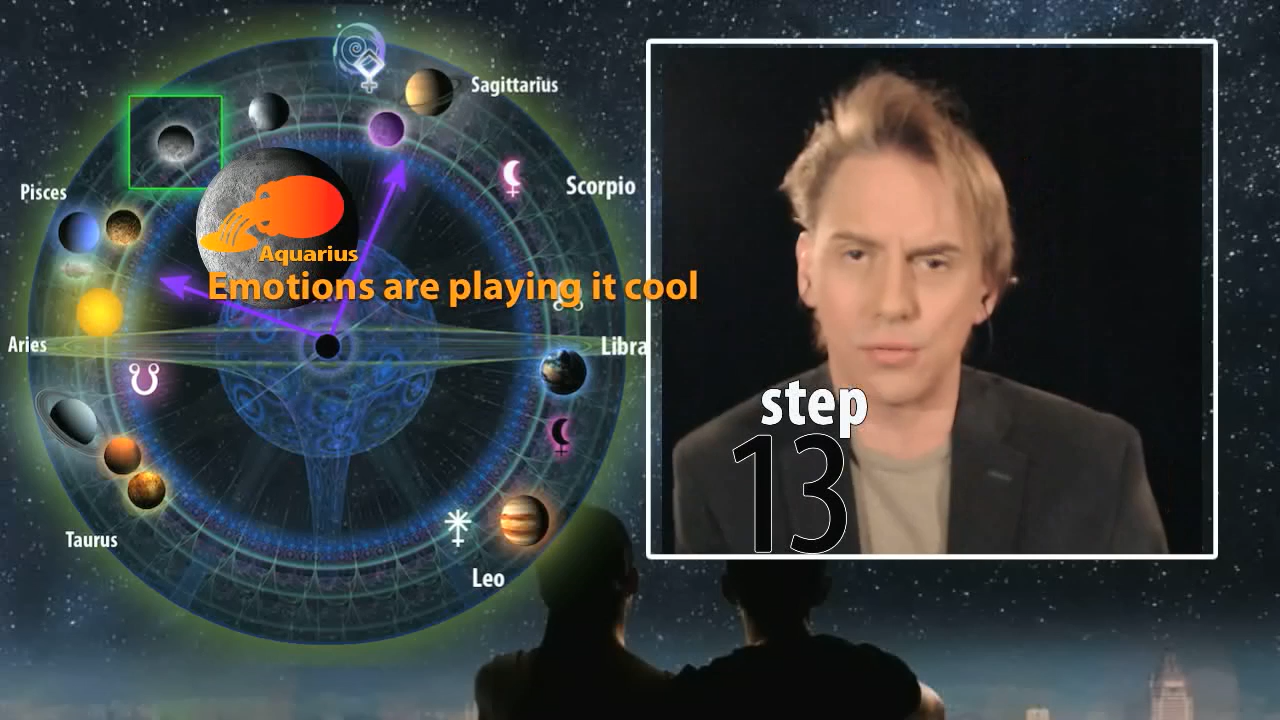 Sagittarius
Scorpio
Pisces
Aquarius
Emotions are playing it cool
Aries
Libra
step
13
Taurus
Leo